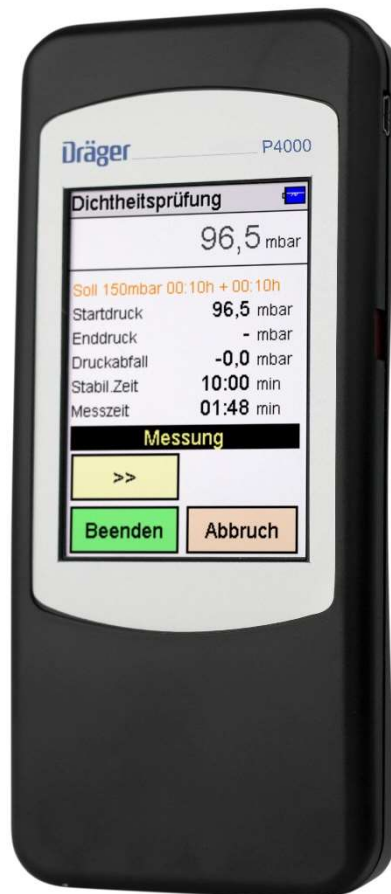 Dräger P4000
Dichtheitsprüfung
96,5 mbar
Soll 150mbar 00:10h + 00:10h
Startdruck 96,5 mbar
Enddruck - mbar
Druckabfall -0,0 mbar
Stabil.Zeit 10:00 min
Messzeit 01:48 min
Messung
>>
Beenden Abbruch